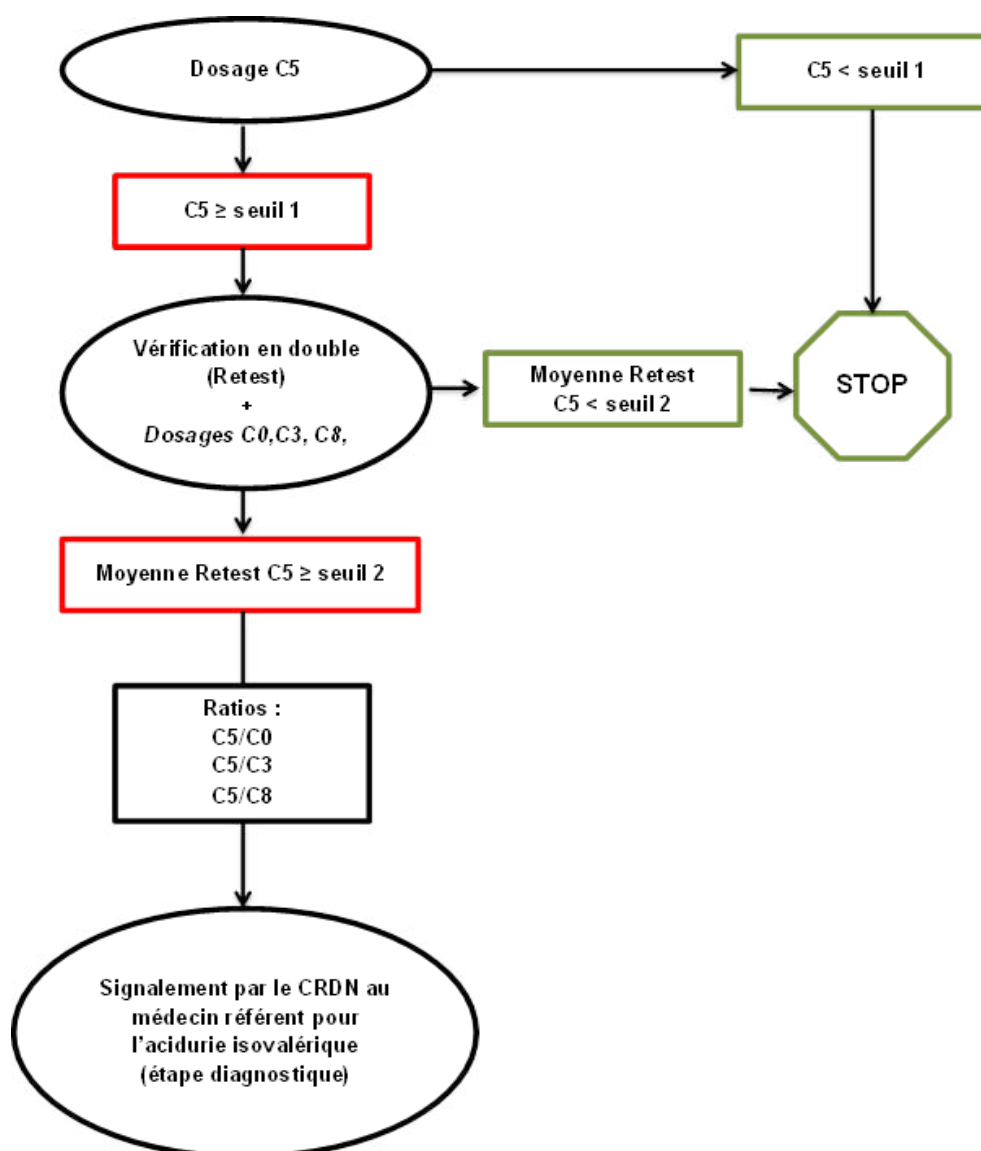 Dosage C5
C5 < seuil 1
C5 ≥ seuil 1
Vérification en double
(Retest)
+
Dosages C0,C3, C8,
Moyenne Retest
C5 < seuil 2
STOP
Moyenne Retest C5 ≥ seuil 2
Ratios :
C5/C0
C5/C3
C5/C8
Signalement par le CRDN au
médecin référent pour
l'acidurie isovalérique
(étape diagnostique)